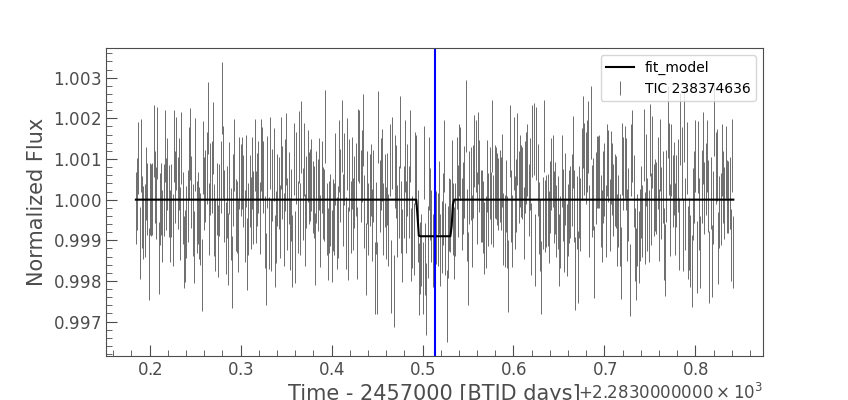 fit_model
TIC 238374636
Normalized Flux
1.003
1.002
1.001
1.000
0.999
0.998
0.997
0.2 0.3 0.4 0.5 0.6 0.7 0.8
Time - 2457000 [BTJD days] +2.2830000000 × 10³